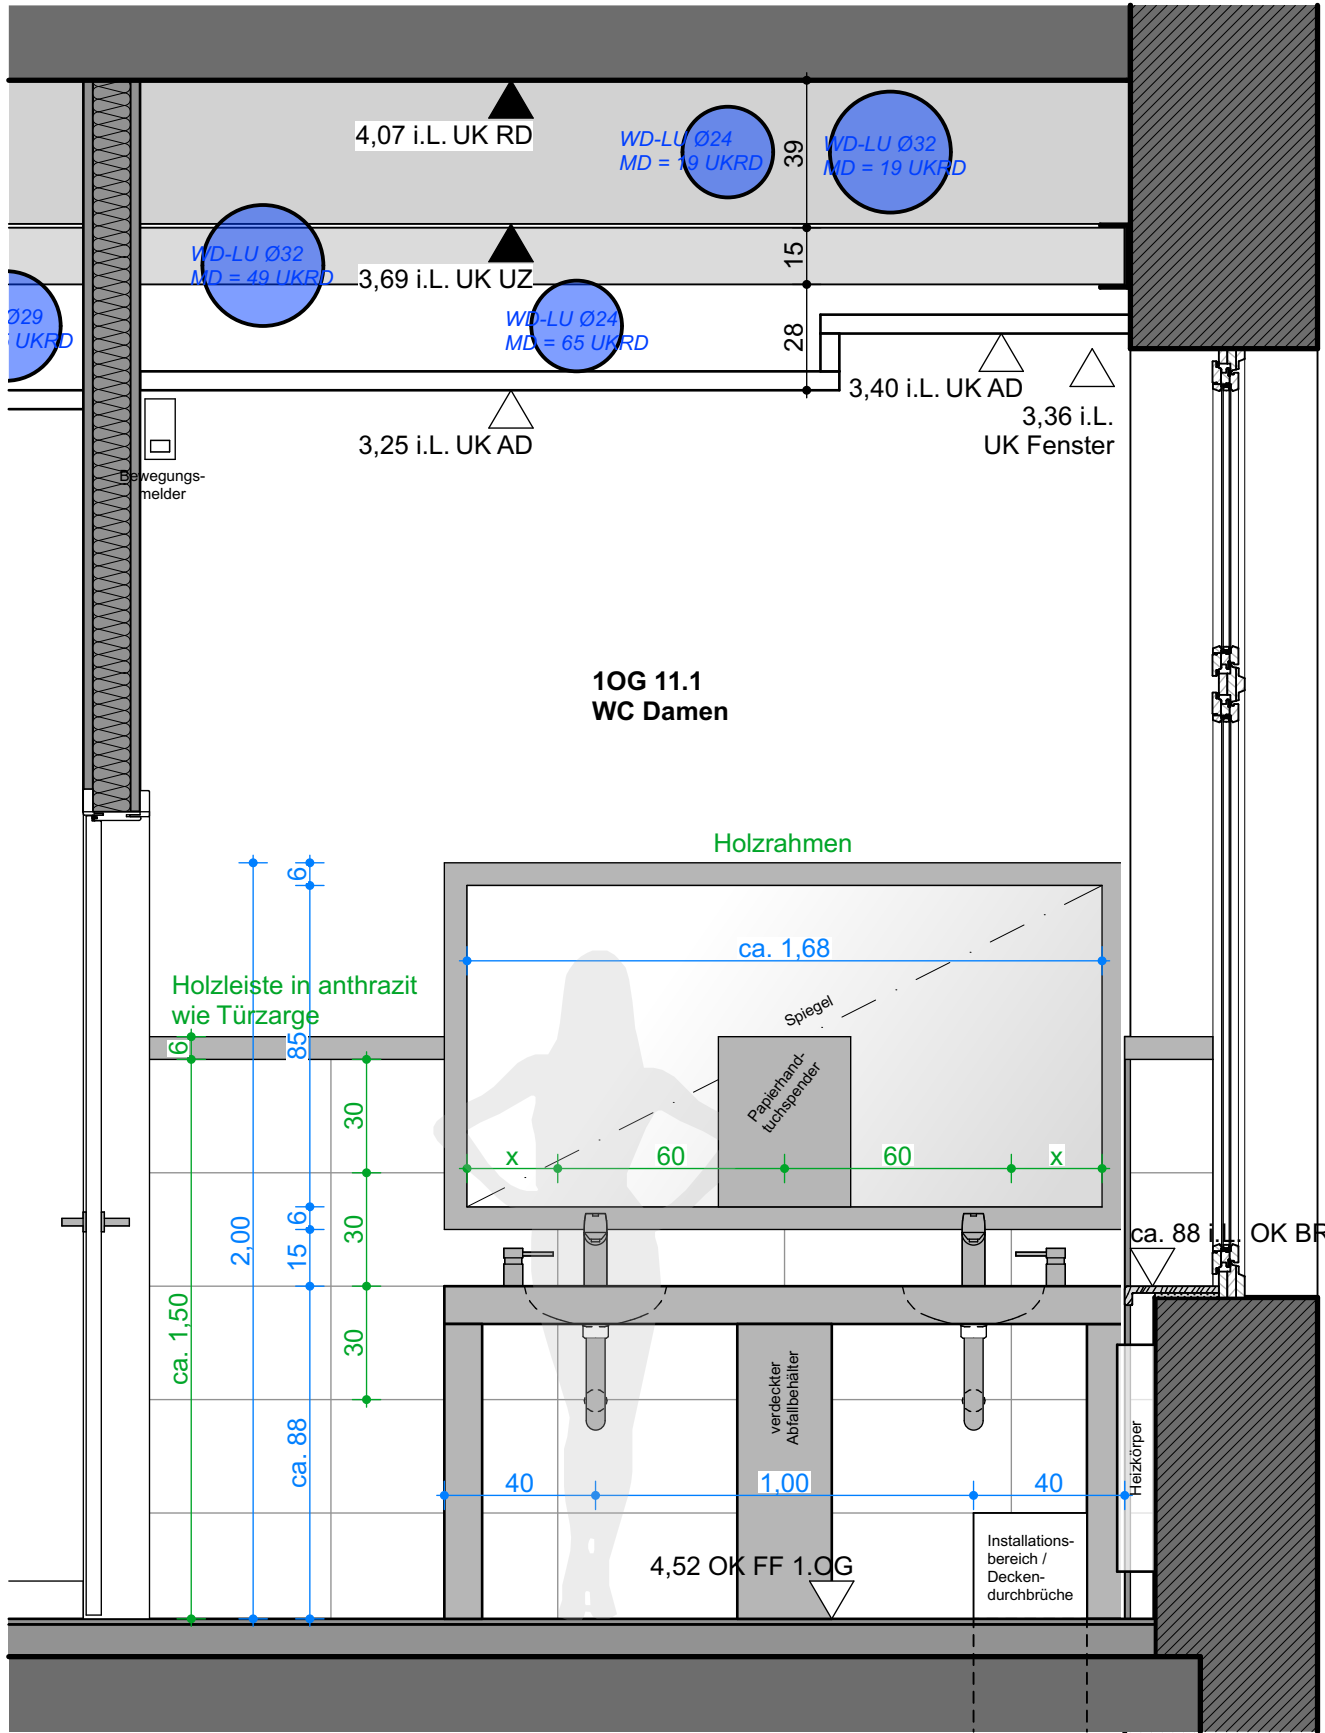 4,07 i.L. UK RD
WD-LU Ø24
MD = 19 UKRD
39
WD-LU Ø32
MD = 19 UKRD
WD-LU Ø32
MD = 49 UKRD
3,69 i.L. UK UZ
15
Ø29
UKRD
WD-LU Ø24
MD = 65 UKRD
28
3,40 i.L. UK AD
3,36 i.L.
UK Fenster
3,25 i.L. UK AD
Bewegungs-
melder
1OG 11.1
WC Damen
Holzrahmen
6
ca. 1,68
Holzleiste in anthrazit
wie Türzarge
Spiegel
6
85
Papierhand-
tuchspender
30
x
60
60
x
2,00
6
15
30
ca. 88 i.L. OK BR
ca. 1,50
30
verdeckter
Abfallbehälter
ca. 88
Heizkörper
40
1,00
40
4,52 OK FF 1.OG
Installations-
bereich /
Decken-
durchbrüche